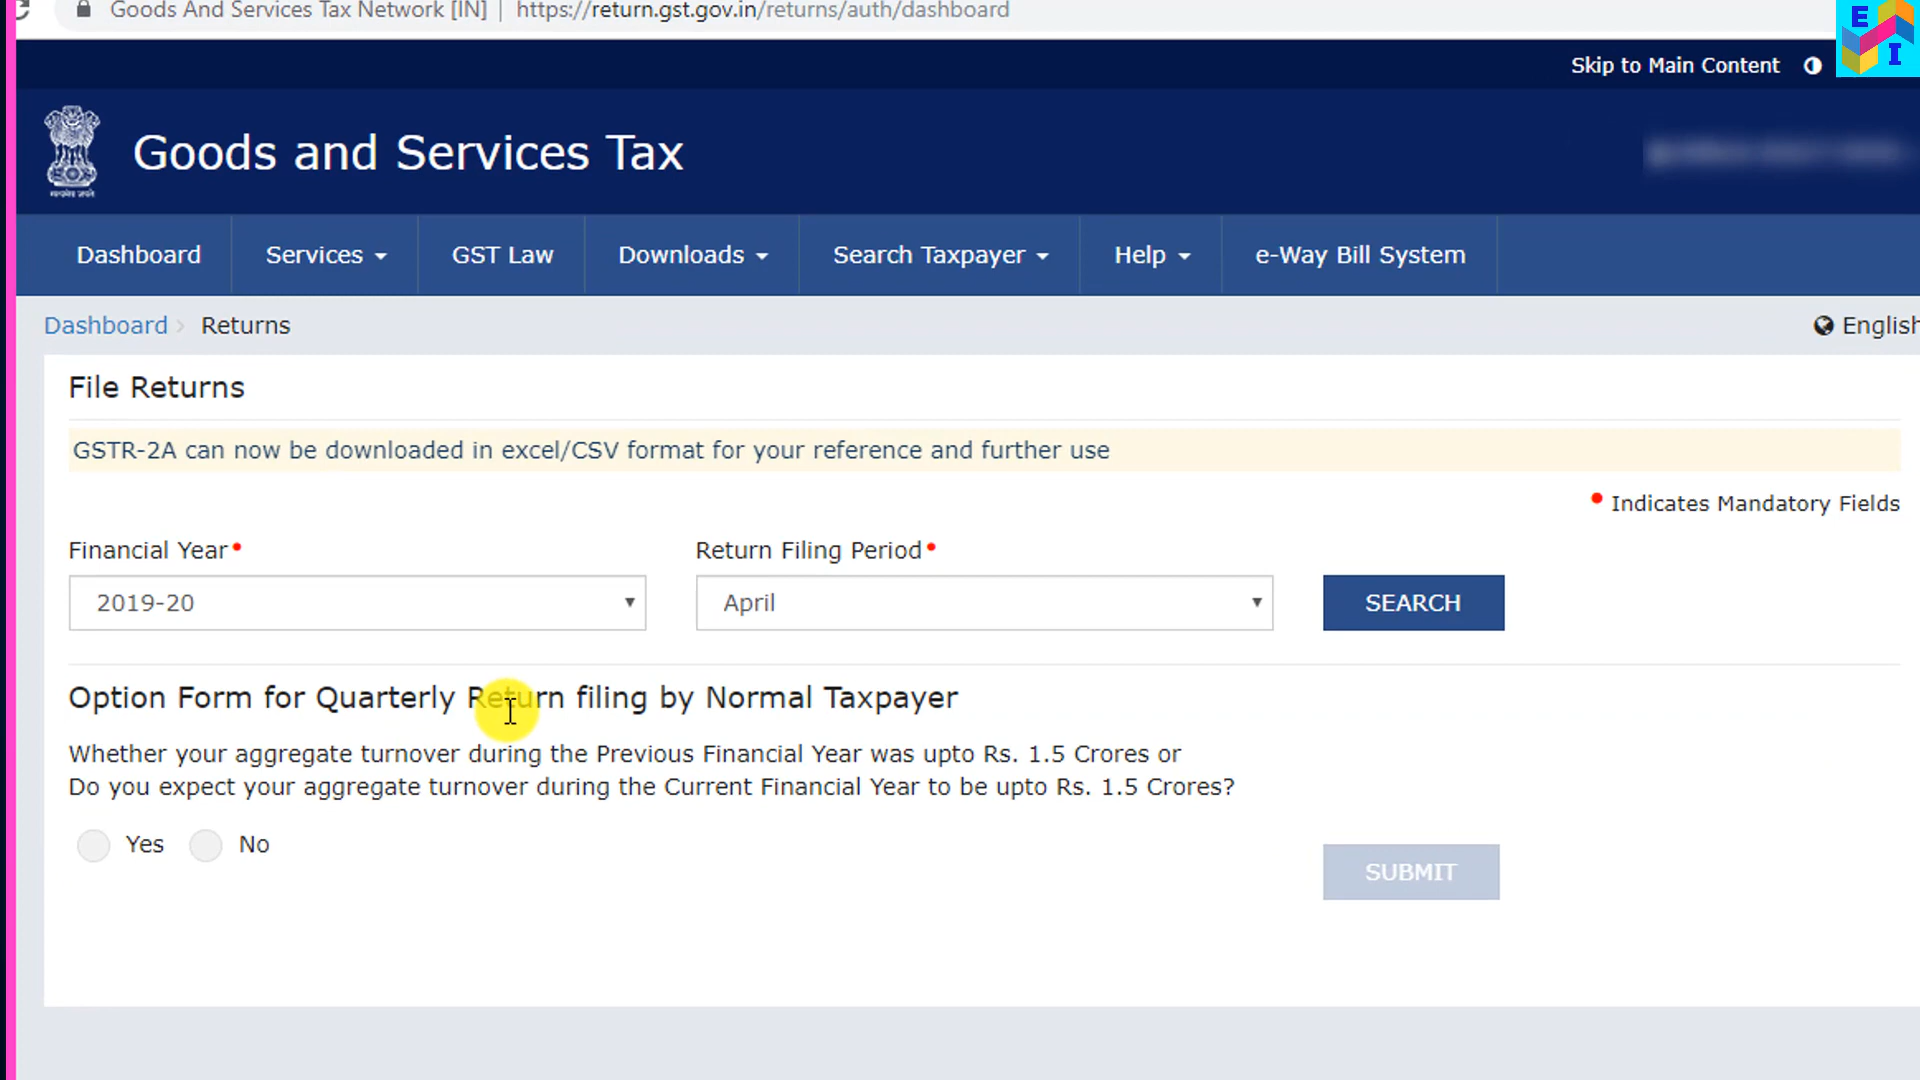 Goods And Services Tax Network [IN] | https://return.gst.gov.in/returns/auth/dashboard
E
I
Skip to Main Content
Goods and Services Tax
Dashboard Services GST Law Downloads Search Taxpayer Help e-Way Bill System
Dashboard Returns
English
File Returns
GSTR-2A can now be downloaded in excel/CSV format for your reference and further use
Indicates Mandatory Fields
Financial Year Return Filing Period
2019-20 April SEARCH
Option Form for Quarterly Return filing by Normal Taxpayer
Whether your aggregate turnover during the Previous Financial Year was upto Rs. 1.5 Crores or
Do you expect your aggregate turnover during the Current Financial Year to be upto Rs. 1.5 Crores?
Yes No
SUBMIT